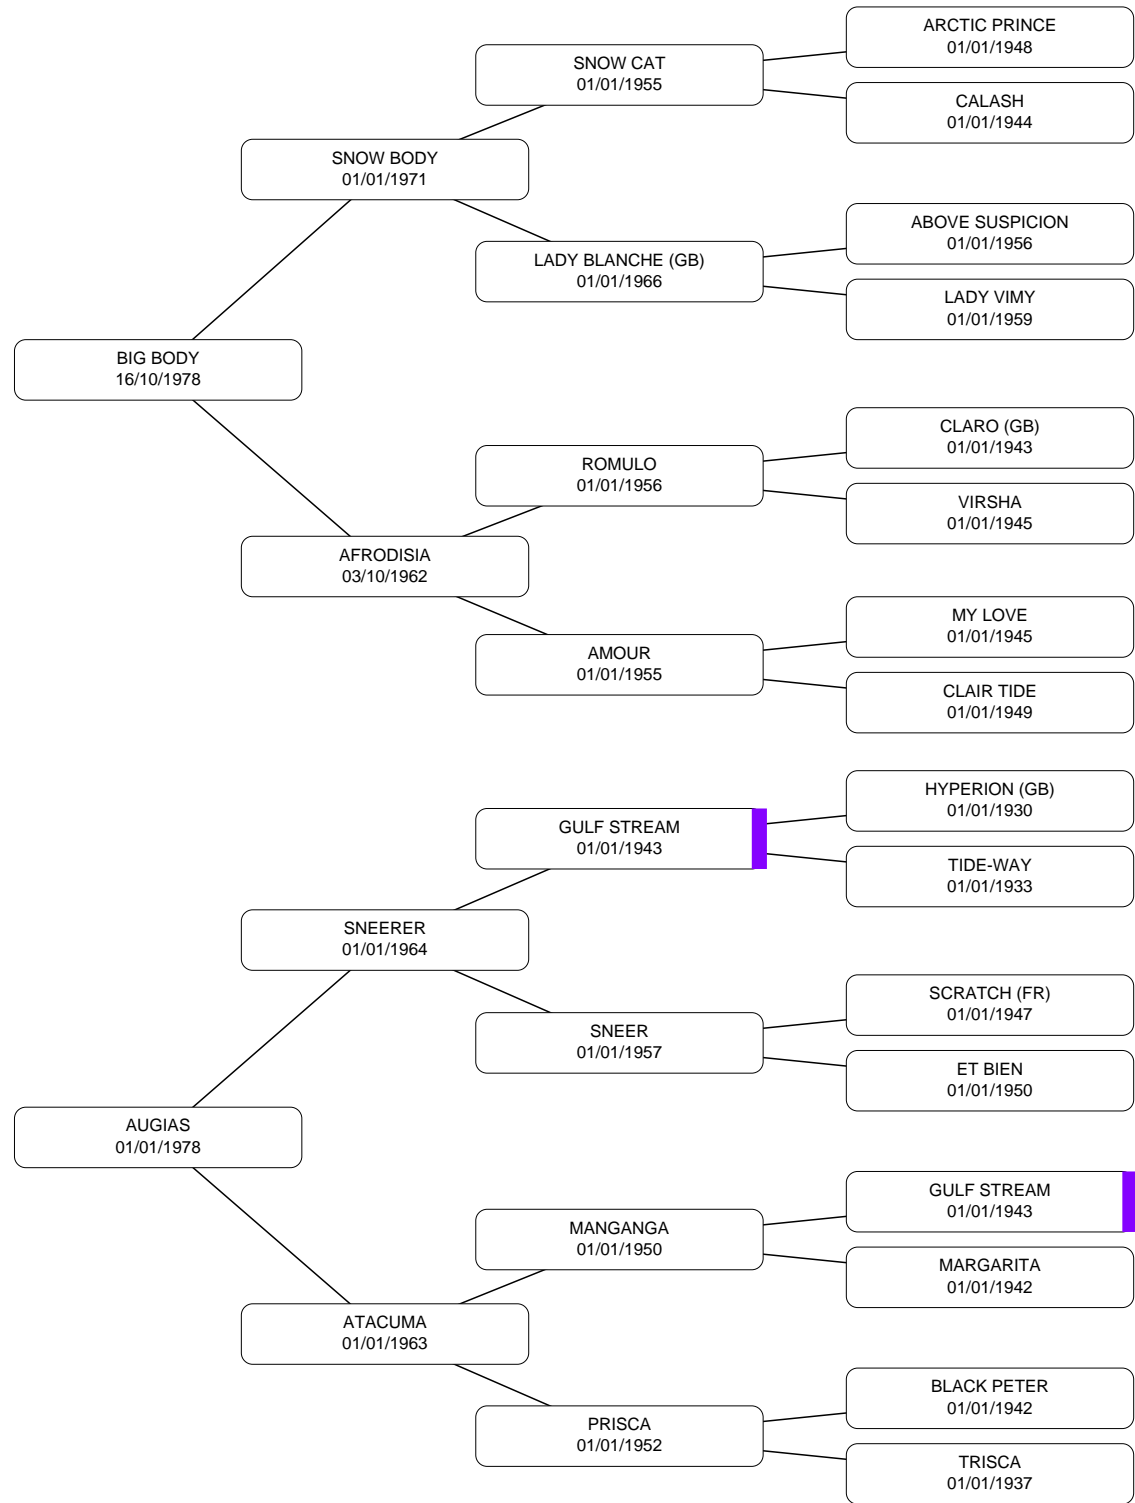 ARCTIC PRINCE
01/01/1948
SNOW CAT
01/01/1955
CALASH
01/01/1944
SNOW BODY
01/01/1971
ABOVE SUSPICION
01/01/1956
LADY BLANCHE (GB)
01/01/1966
LADY VIMY
01/01/1959
BIG BODY
16/10/1978
CLARO (GB)
01/01/1943
ROMULO
01/01/1956
VIRSHA
01/01/1945
AFRODISIA
03/10/1962
MY LOVE
01/01/1945
AMOUR
01/01/1955
CLAIR TIDE
01/01/1949
HYPERION (GB)
01/01/1930
GULF STREAM
01/01/1943
TIDE-WAY
01/01/1933
SNEERER
01/01/1964
SCRATCH (FR)
01/01/1947
SNEER
01/01/1957
ET BIEN
01/01/1950
AUGIAS
01/01/1978
GULF STREAM
01/01/1943
MANGANGA
01/01/1950
MARGARITA
01/01/1942
ATACUMA
01/01/1963
BLACK PETER
01/01/1942
PRISCA
01/01/1952
TRISCA
01/01/1937